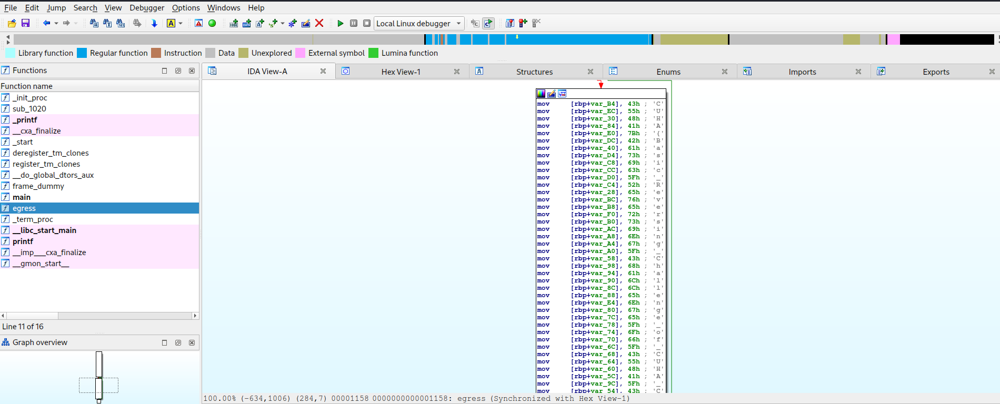 File Edit Jump Search View Debugger Options Windows Help
Local Linux debugger
Library function Regular function Instruction Data Unexplored External symbol Lumina function
Functions
Function name
_init_proc
sub_1020
_printf
__cxa_finalize
_start
deregister_tm_clones
register_tm_clones
__do_global_dtors_aux
frame_dummy
main
egress
_term_proc
__libc_start_main
printf
__imp___cxa_finalize
__gmon_start__
Line 11 of 16
Graph overview
IDA View-A Hex View-1 Structures Enums Imports Exports
mov [rbp+var_B4], 43h ; 'C'
mov [rbp+var_EC], 55h ; 'U'
mov [rbp+var_30], 48h ; 'H'
mov [rbp+var_84], 41h ; 'A'
mov [rbp+var_E0], 7Bh ; '{'
mov [rbp+var_DC], 42h ; 'B'
mov [rbp+var_40], 61h ; 'a'
mov [rbp+var_D4], 73h ; 's'
mov [rbp+var_C8], 69h ; 'i'
mov [rbp+var_CC], 63h ; 'c'
mov [rbp+var_D0], 5Fh ; '_'
mov [rbp+var_C4], 52h ; 'R'
mov [rbp+var_28], 65h ; 'e'
mov [rbp+var_BC], 76h ; 'v'
mov [rbp+var_B8], 65h ; 'e'
mov [rbp+var_F0], 72h ; 'r'
mov [rbp+var_B0], 73h ; 's'
mov [rbp+var_AC], 69h ; 'i'
mov [rbp+var_A8], 6Eh ; 'n'
mov [rbp+var_A4], 67h ; 'g'
mov [rbp+var_A0], 5Fh ; '_'
mov [rbp+var_58], 43h ; 'C'
mov [rbp+var_98], 68h ; 'h'
mov [rbp+var_94], 61h ; 'a'
mov [rbp+var_90], 6Ch ; 'l'
mov [rbp+var_8C], 6Ch ; 'l'
mov [rbp+var_88], 65h ; 'e'
mov [rbp+var_E4], 6Eh ; 'n'
mov [rbp+var_80], 67h ; 'g'
mov [rbp+var_7C], 65h ; 'e'
mov [rbp+var_78], 5Fh ; '_'
mov [rbp+var_74], 6Fh ; 'o'
mov [rbp+var_70], 66h ; 'f'
mov [rbp+var_6C], 5Fh ; '_'
mov [rbp+var_68], 43h ; 'C'
mov [rbp+var_64], 55h ; 'U'
mov [rbp+var_60], 48h ; 'H'
mov [rbp+var_5C], 41h ; 'A'
mov [rbp+var_9C], 5Fh ; '_'
mov [rbp+var_54], 43h ; 'C'
100.00% (-634,1006) (284,7) 00001158 0000000000001158: egress (Synchronized with Hex View-1)